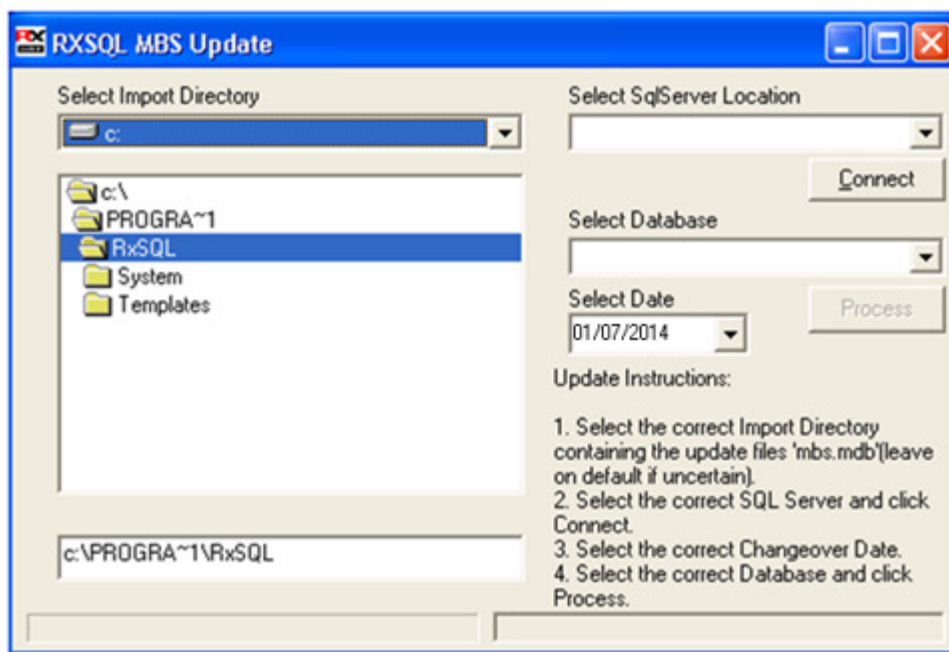 RXSQL MBS Update
Select Import Directory
c:
c:\
PROGRA~1
RxSQL
System
Templates
c:\PROGRA~1\RxSQL
Select SqlServer Location
Connect
Select Database
Select Date
01/07/2014
Process
Update Instructions:
1. Select the correct Import Directory
containing the update files 'mbs.mdb'(leave
on default if uncertain).
2. Select the correct SQL Server and click
Connect.
3. Select the correct Changeover Date.
4. Select the correct Database and click
Process.